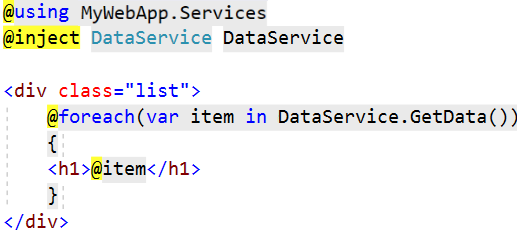 @using MyWebApp.Services
@inject DataService DataService
<div class="list">
@foreach(var item in DataService.GetData())
{
<h1>@item</h1>
}
</div>